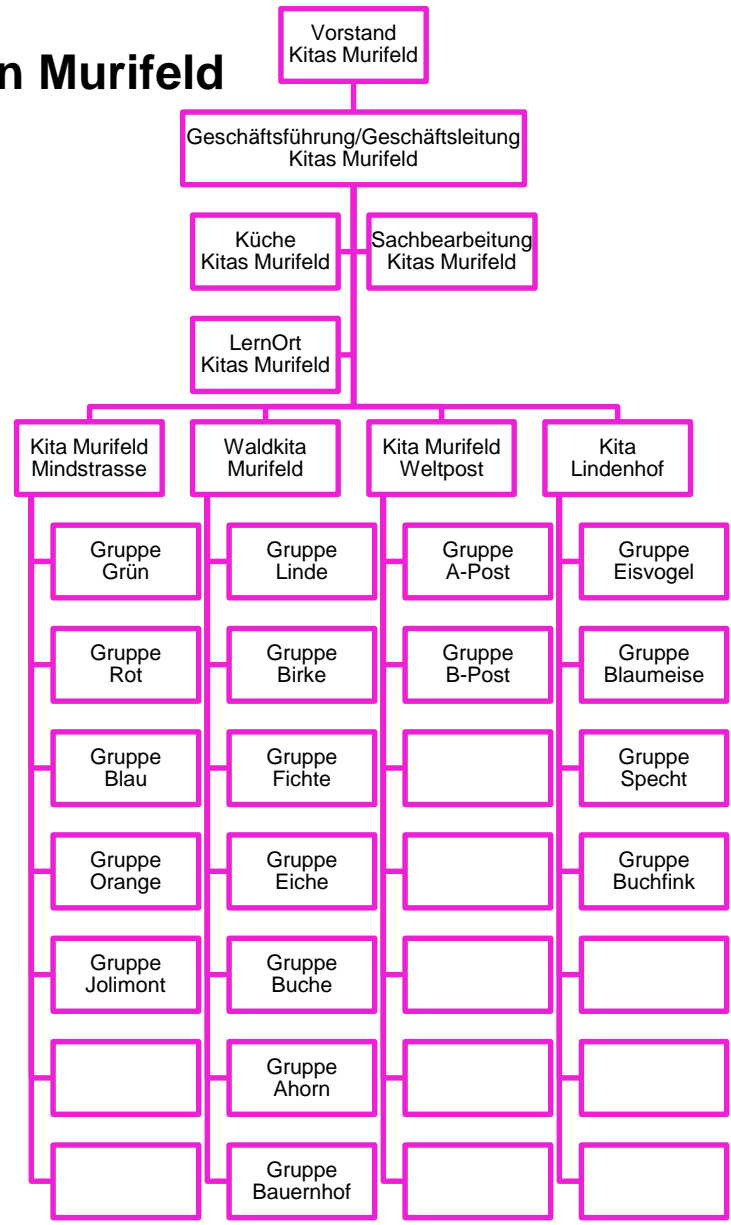 Vorstand
Kitas Murifeld
n Murifeld
Geschäftsführung/Geschäftsleitung
Kitas Murifeld
Küche
Kitas Murifeld
Sachbearbeitung
Kitas Murifeld
LernOrt
Kitas Murifeld
Kita Murifeld
Mindstrasse
Waldkita
Murifeld
Kita Murifeld
Weltpost
Kita
Lindenhof
Gruppe
Grün
Gruppe
Linde
Gruppe
A-Post
Gruppe
Eisvogel
Gruppe
Rot
Gruppe
Birke
Gruppe
B-Post
Gruppe
Blaumeise
Gruppe
Blau
Gruppe
Fichte
Gruppe
Specht
Gruppe
Orange
Gruppe
Eiche
Gruppe
Buchfink
Gruppe
Jolimont
Gruppe
Buche
Gruppe
Ahorn
Gruppe
Bauernhof